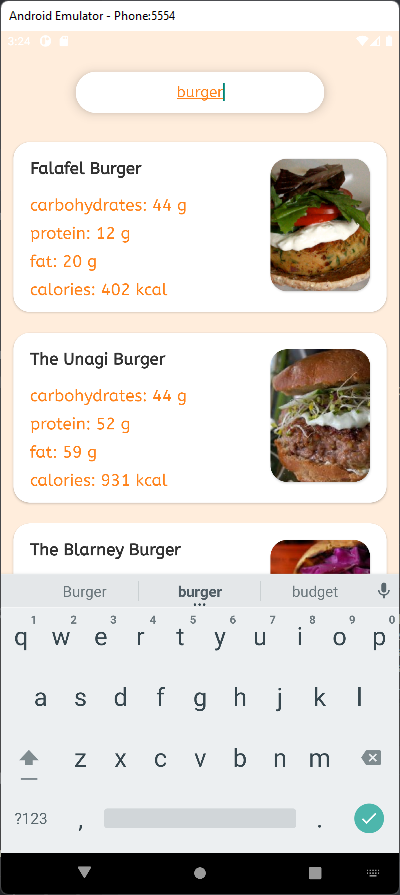 Android Emulator - Phone:5554
3:24
burger
Falafel Burger
carbohydrates: 44 g
protein: 12 g
fat: 20 g
calories: 402 kcal
The Unagi Burger
carbohydrates: 44 g
protein: 52 g
fat: 59 g
calories: 931 kcal
The Blarney Burger
Burger burger budget
1 2 3 4 5 6 7 8 9 0
q w e r t y u i o p
a s d f g h j k l
z x c v b n m
?123 , .